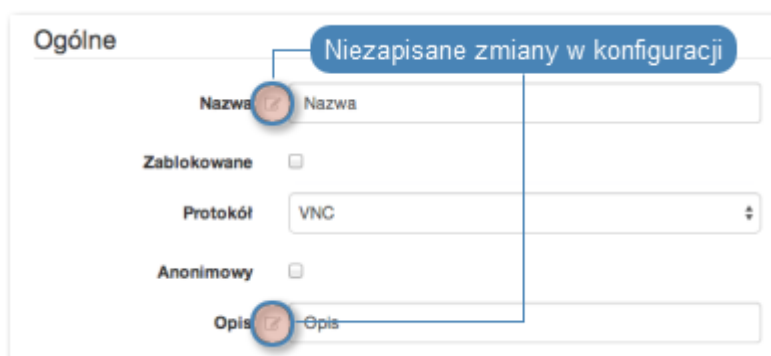 Ogólne
Niezapisane zmiany w konfiguracji
Nazwa Nazwa
Zablokowane
Protokół VNC
Anonimowy
Opis Opis